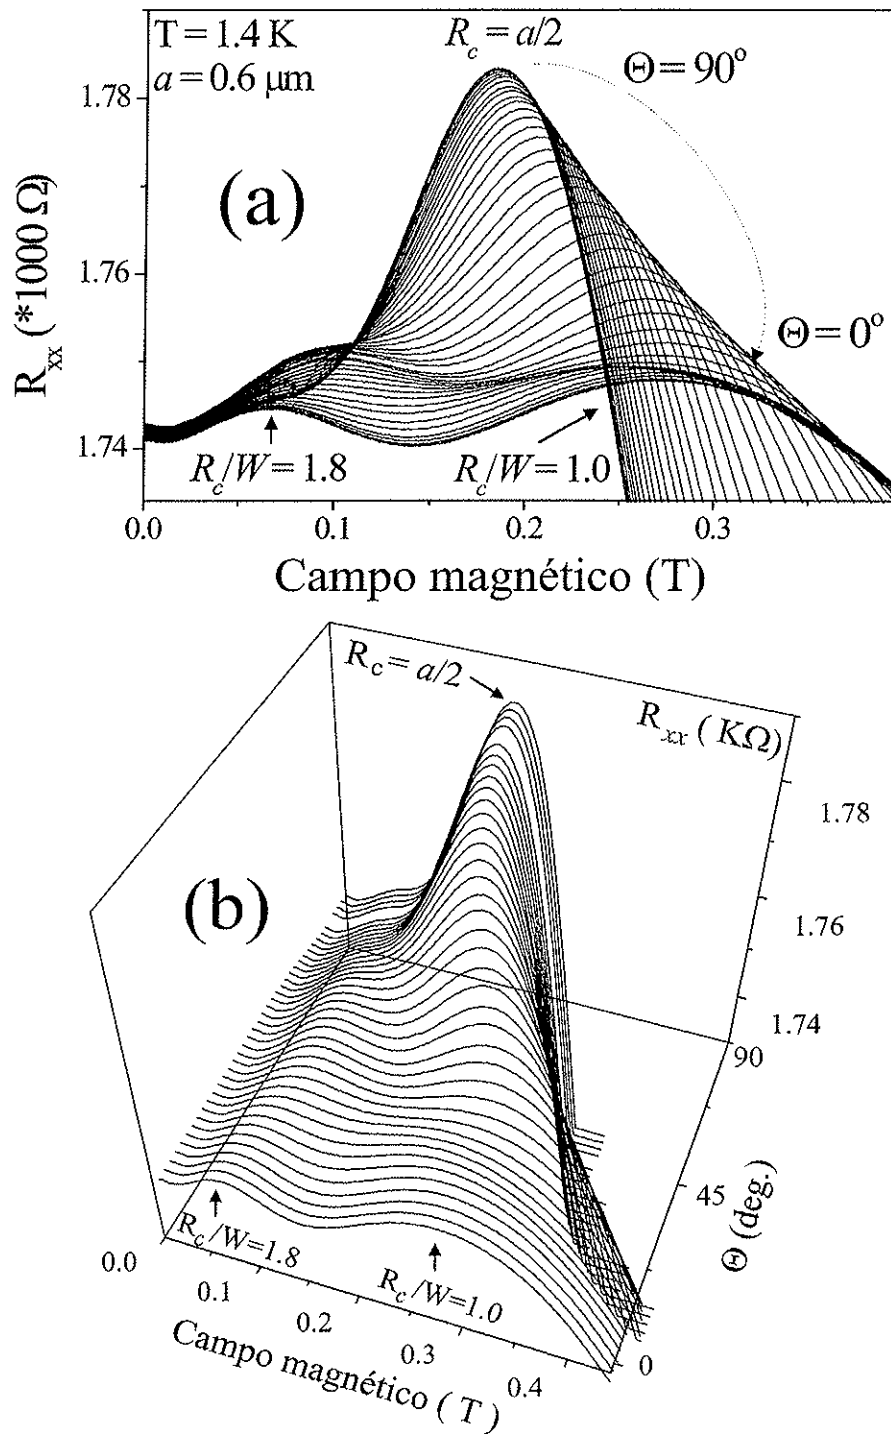 T = 1.4 K
a = 0.6 µm
R_c = a/2
Θ = 90°
(a)
Θ = 0°
R_c/W = 1.8
R_c/W = 1.0
R_xx (*1000 Ω)
1.78
1.76
1.74
0.0 0.1 0.2 0.3
Campo magnético (T)
R_c = a/2
R_xx ( KΩ)
1.78
(b)
1.76
1.74
90
45
Θ (deg.)
R_c/W=1.8
R_c/W=1.0
0.0
0.1
0.2
0.3
0.4
0
Campo magnético ( T )